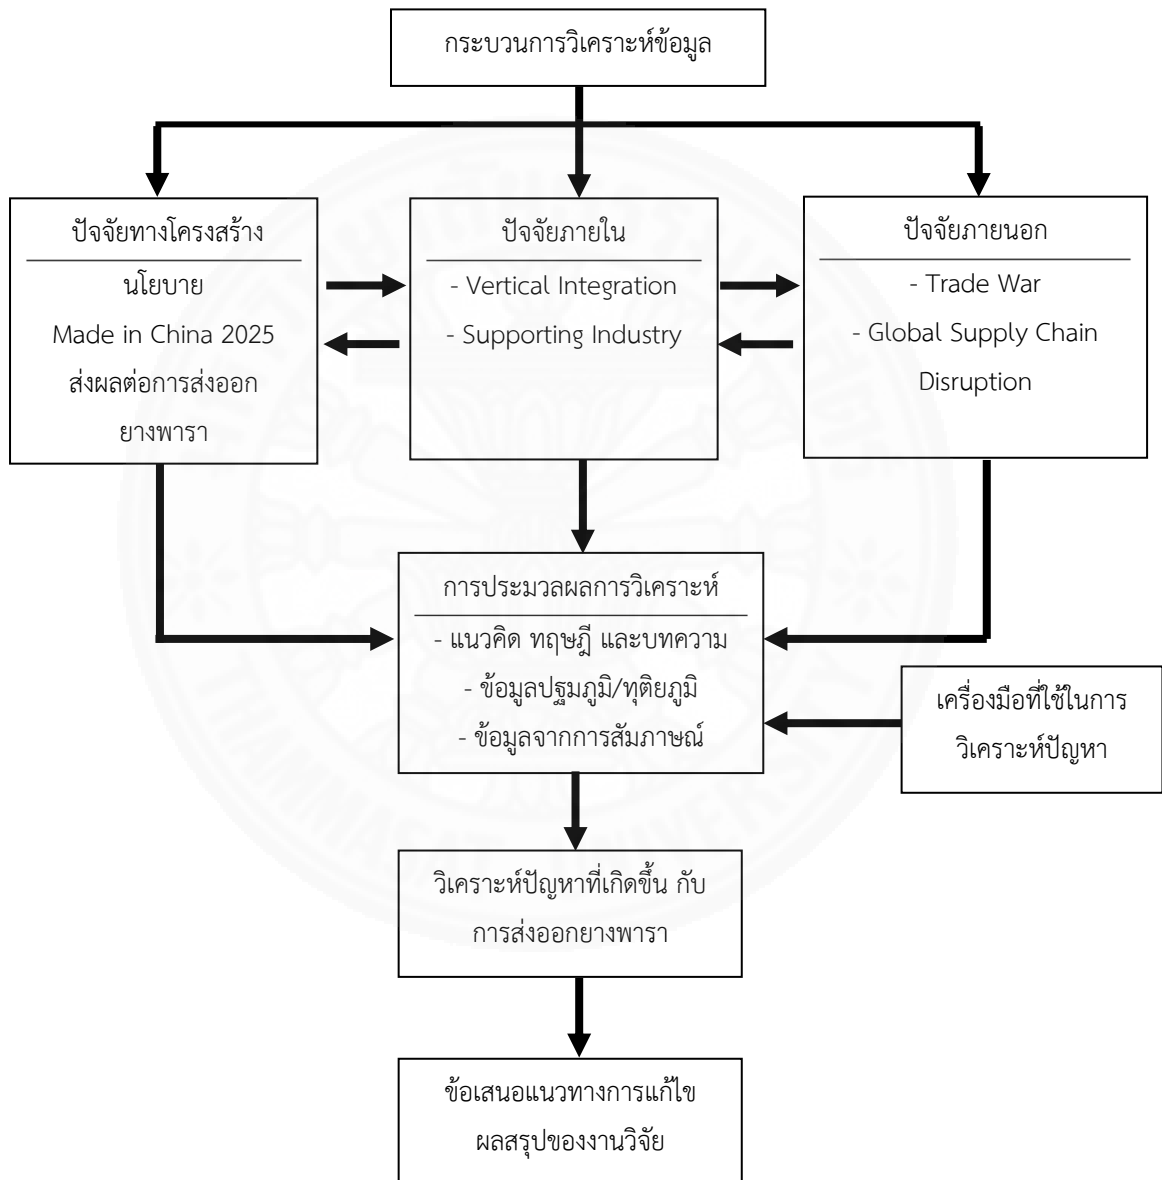 กระบวนการวิเคราะห์ข้อมูล
ปัจจัยทางโครงสร้าง
นโยบาย
Made in China 2025
ส่งผลต่อการส่งออก
ยางพารา
ปัจจัยภายใน
- Vertical Integration
- Supporting Industry
ปัจจัยภายนอก
- Trade War
- Global Supply Chain
Disruption
การประมวลผลการวิเคราะห์
- แนวคิด ทฤษฎี และบทความ
- ข้อมูลปฐมภูมิ/ทุติยภูมิ
- ข้อมูลจากการสัมภาษณ์
เครื่องมือที่ใช้ในการ
วิเคราะห์ปัญหา
วิเคราะห์ปัญหาที่เกิดขึ้น กับ
การส่งออกยางพารา
ข้อเสนอแนวทางการแก้ไข
ผลสรุปของงานวิจัย
THAMMASAT UNIVERSITY